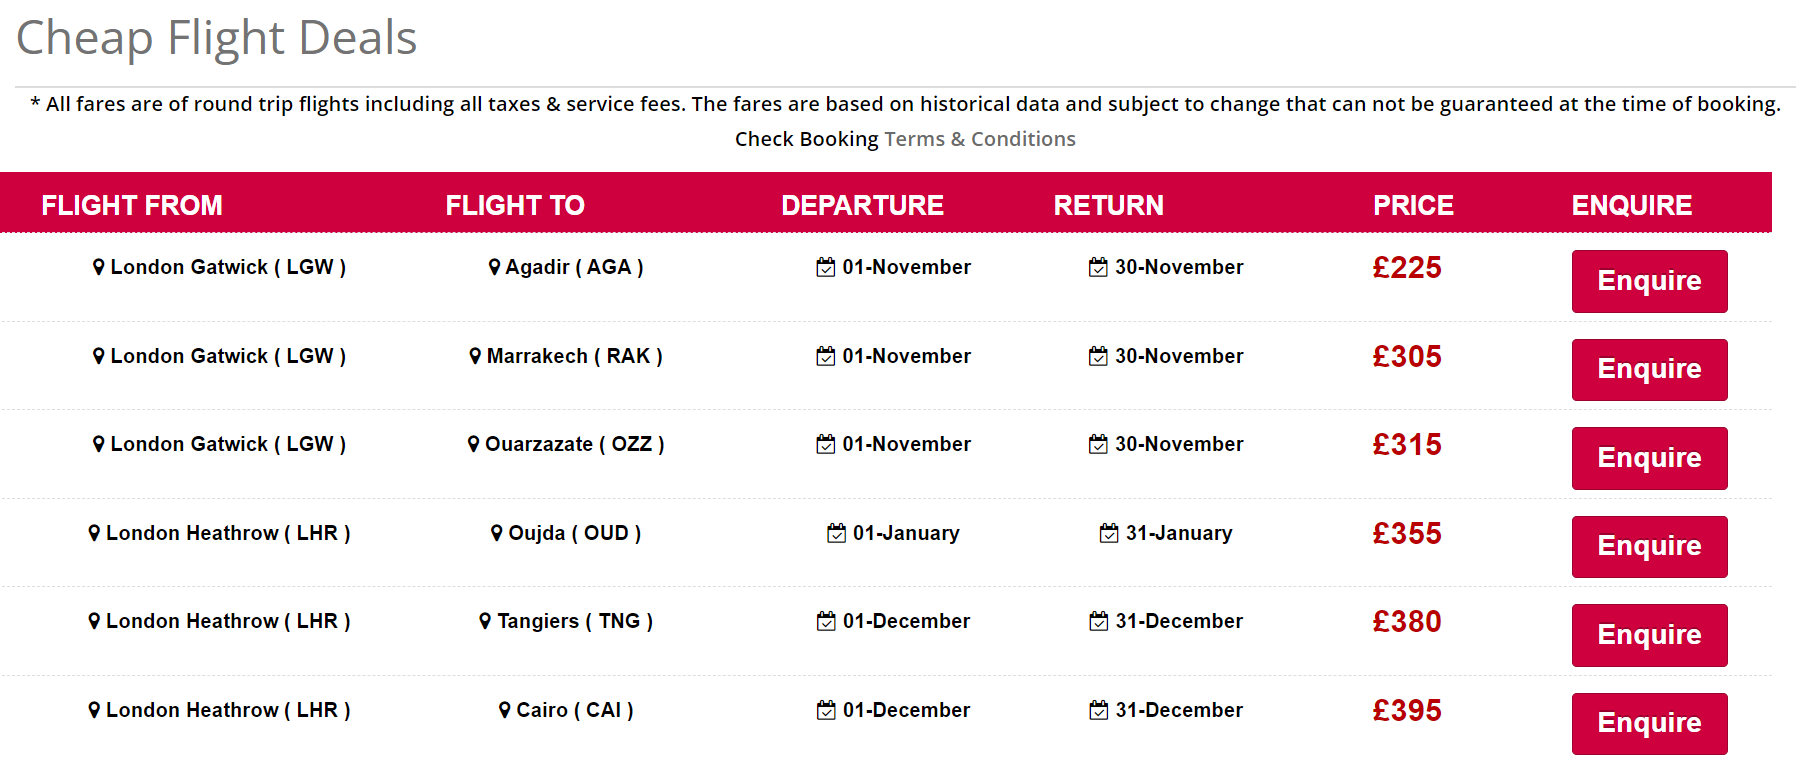 Cheap Flight Deals
* All fares are of round trip flights including all taxes & service fees. The fares are based on historical data and subject to change that can not be guaranteed at the time of booking.
Check Booking Terms & Conditions
FLIGHT FROM FLIGHT TO DEPARTURE RETURN PRICE ENQUIRE
London Gatwick ( LGW ) Agadir ( AGA ) 01-November 30-November £225 Enquire
London Gatwick ( LGW ) Marrakech ( RAK ) 01-November 30-November £305 Enquire
London Gatwick ( LGW ) Ouarzazate ( OZZ ) 01-November 30-November £315 Enquire
London Heathrow ( LHR ) Oujda ( OUD ) 01-January 31-January £355 Enquire
London Heathrow ( LHR ) Tangiers ( TNG ) 01-December 31-December £380 Enquire
London Heathrow ( LHR ) Cairo ( CAI ) 01-December 31-December £395 Enquire